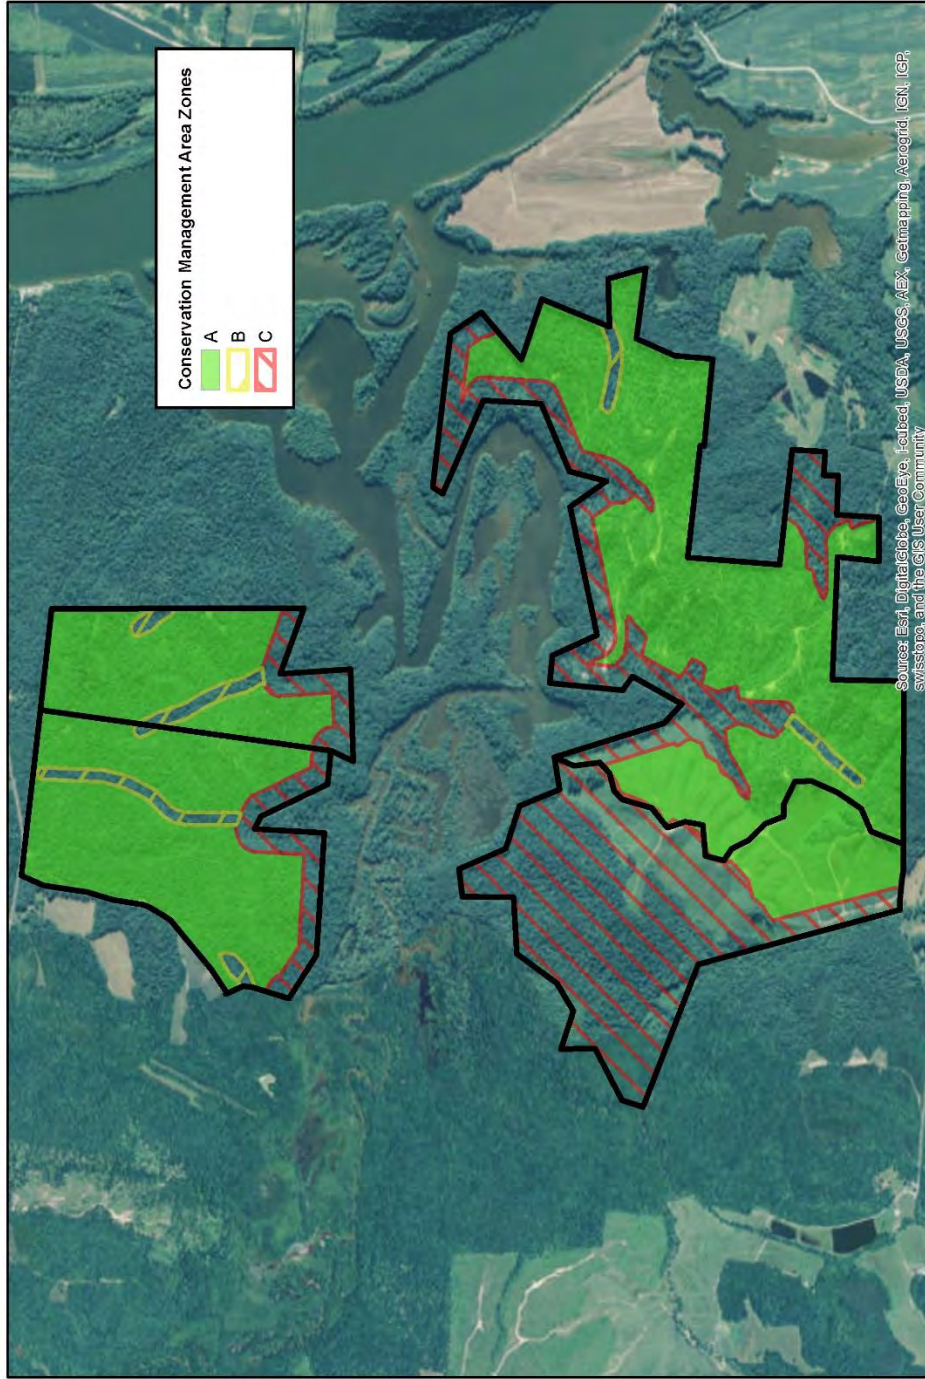 Conservation Management Area Zones
A
B
C
Source: Esri, DigitalGlobe, GeoEye, i-cubed, USDA, USGS, AEX, Getmapping, Aerogrid, IGN, IGP,
swisstopo, and the GIS User Community